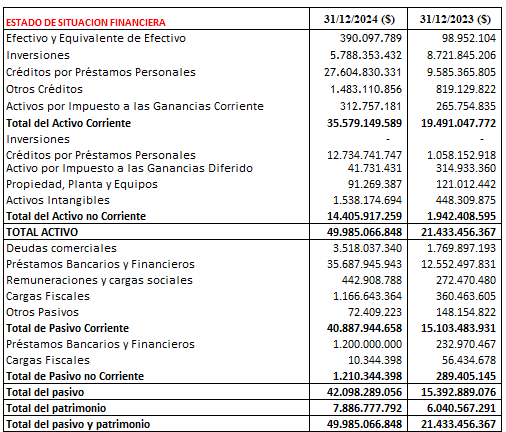 ESTADO DE SITUACION FINANCIERA 31/12/2024 ($) 31/12/2023 ($)
Efectivo y Equivalente de Efectivo 390.097.789 98.952.104
Inversiones 5.788.353.432 8.721.845.206
Créditos por Préstamos Personales 27.604.830.331 9.585.365.805
Otros Créditos 1.483.110.856 819.129.822
Activos por Impuesto a las Ganancias Corriente 312.757.181 265.754.835
Total del Activo Corriente 35.579.149.589 19.491.047.772
Inversiones - -
Créditos por Préstamos Personales 12.734.741.747 1.058.152.918
Activo por Impuesto a las Ganancias Diferido 41.731.431 314.933.360
Propiedad, Planta y Equipos 91.269.387 121.012.442
Activos Intangibles 1.538.174.694 448.309.875
Total del Activo no Corriente 14.405.917.259 1.942.408.595
TOTAL ACTIVO 49.985.066.848 21.433.456.367
Deudas comerciales 3.518.037.340 1.769.897.193
Préstamos Bancarios y Financieros 35.687.945.943 12.552.497.831
Remuneraciones y cargas sociales 442.908.788 272.470.480
Cargas Fiscales 1.166.643.364 360.463.605
Otros Pasivos 72.409.223 148.154.822
Total de Pasivo Corriente 40.887.944.658 15.103.483.931
Préstamos Bancarios y Financieros 1.200.000.000 232.970.467
Cargas Fiscales 10.344.398 56.434.678
Total de Pasivo no Corriente 1.210.344.398 289.405.145
Total del pasivo 42.098.289.056 15.392.889.076
Total del patrimonio 7.886.777.792 6.040.567.291
Total del pasivo y patrimonio 49.985.066.848 21.433.456.367